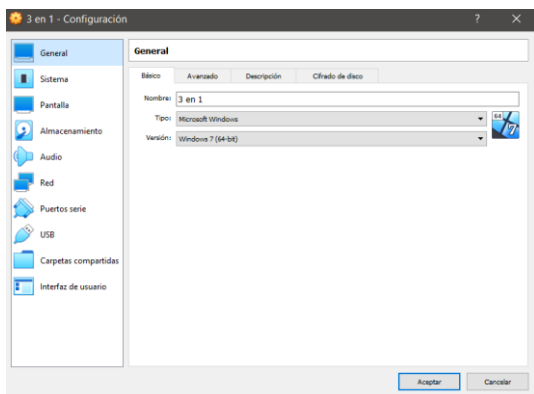 3 en 1 - Configuración
? ×
General
Sistema
Pantalla
Almacenamiento
Audio
Red
Puertos serie
USB
Carpetas compartidas
Interfaz de usuario
General
Básico Avanzado Descripción Cifrado de disco
Nombre: 3 en 1
Tipo: Microsoft Windows
Versión: Windows 7 (64-bit)
64
7
Aceptar Cancelar